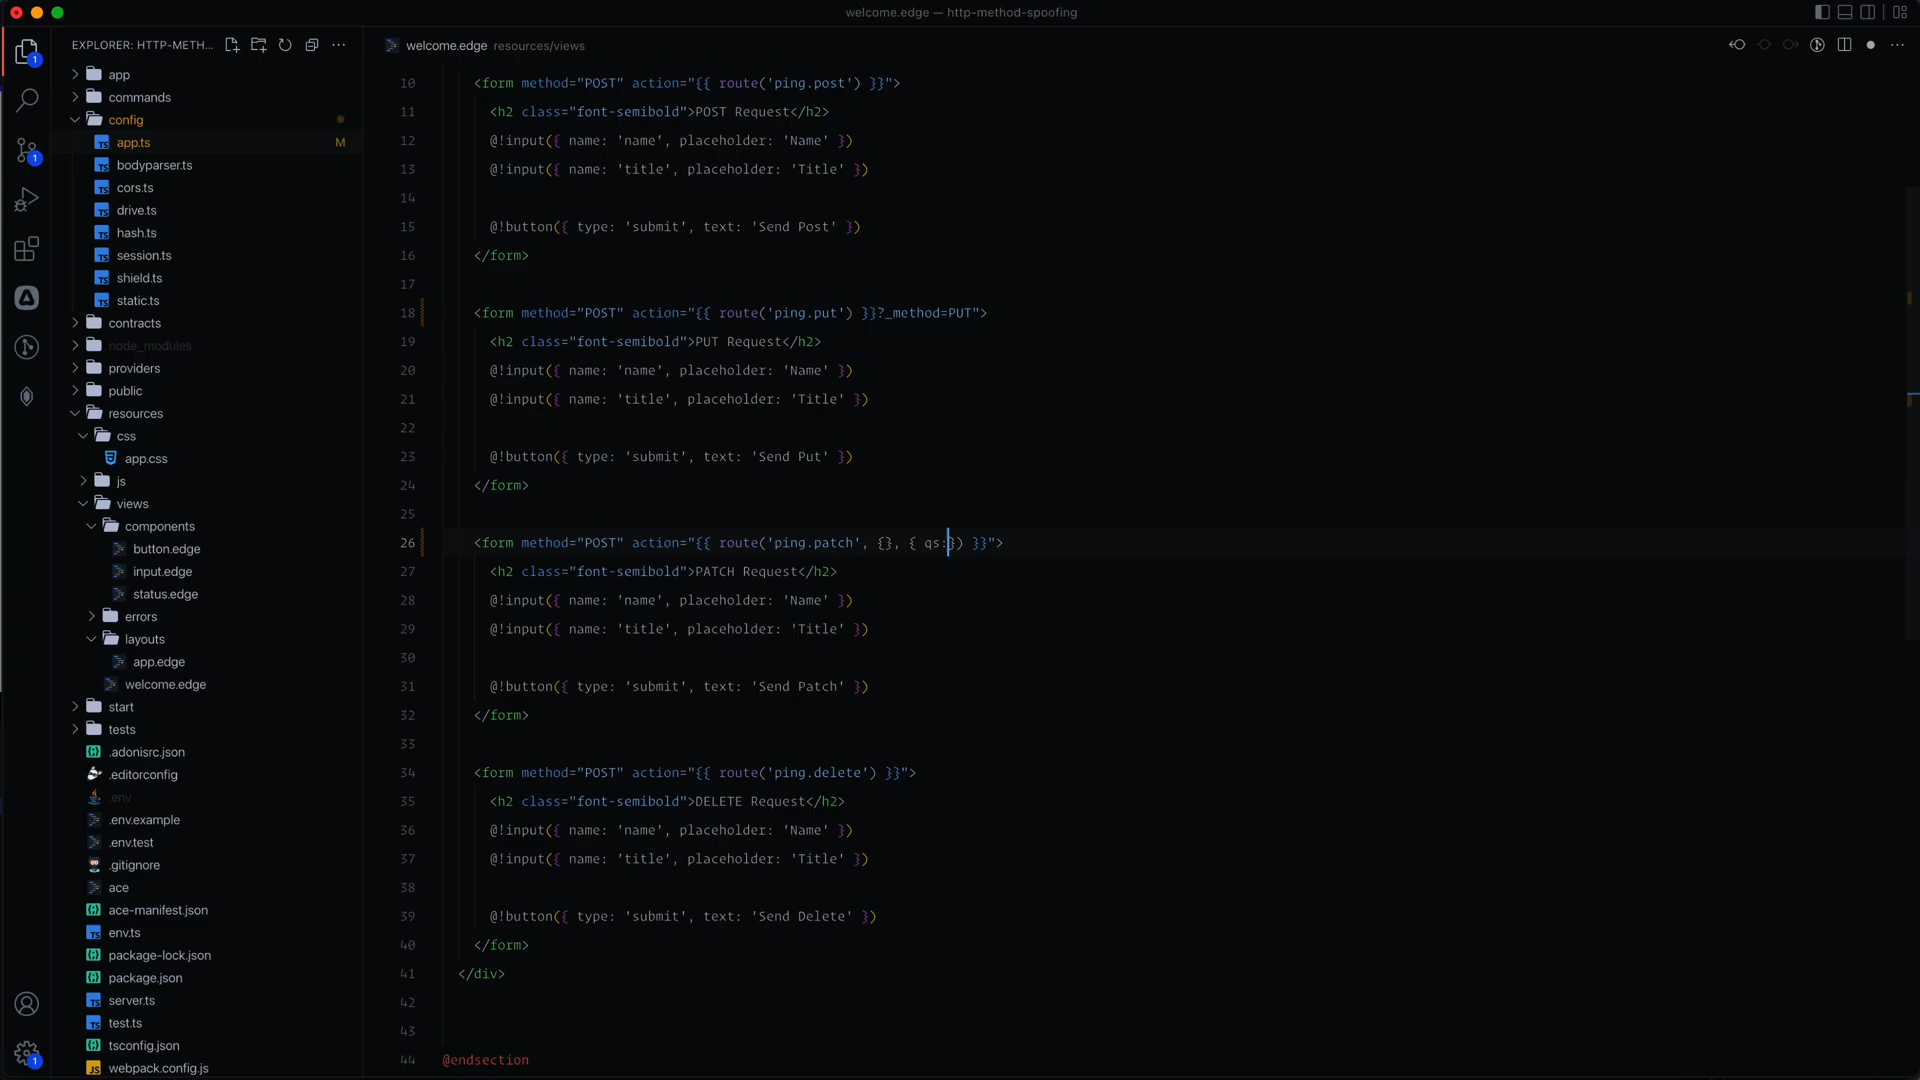 welcome.edge — http-method-spoofing
EXPLORER: HTTP-METH...
welcome.edge resources/views
1
1
1
app
commands
config
app.ts M
bodyparser.ts
cors.ts
drive.ts
hash.ts
session.ts
shield.ts
static.ts
contracts
node_modules
providers
public
resources
css
app.css
js
views
components
button.edge
input.edge
status.edge
errors
layouts
app.edge
welcome.edge
start
tests
.adonisrc.json
.editorconfig
.env
.env.example
.env.test
.gitignore
ace
ace-manifest.json
env.ts
package-lock.json
package.json
server.ts
test.ts
tsconfig.json
webpack.config.js
10 <form method="POST" action="{{ route('ping.post') }}">
11 <h2 class="font-semibold">POST Request</h2>
12 @!input({ name: 'name', placeholder: 'Name' })
13 @!input({ name: 'title', placeholder: 'Title' })
14
15 @!button({ type: 'submit', text: 'Send Post' })
16 </form>
17
18 <form method="POST" action="{{ route('ping.put') }}?_method=PUT">
19 <h2 class="font-semibold">PUT Request</h2>
20 @!input({ name: 'name', placeholder: 'Name' })
21 @!input({ name: 'title', placeholder: 'Title' })
22
23 @!button({ type: 'submit', text: 'Send Put' })
24 </form>
25
26 <form method="POST" action="{{ route('ping.patch', {}, { qs:}) }}">
27 <h2 class="font-semibold">PATCH Request</h2>
28 @!input({ name: 'name', placeholder: 'Name' })
29 @!input({ name: 'title', placeholder: 'Title' })
30
31 @!button({ type: 'submit', text: 'Send Patch' })
32 </form>
33
34 <form method="POST" action="{{ route('ping.delete') }}">
35 <h2 class="font-semibold">DELETE Request</h2>
36 @!input({ name: 'name', placeholder: 'Name' })
37 @!input({ name: 'title', placeholder: 'Title' })
38
39 @!button({ type: 'submit', text: 'Send Delete' })
40 </form>
41 </div>
42
43
44 @endsection